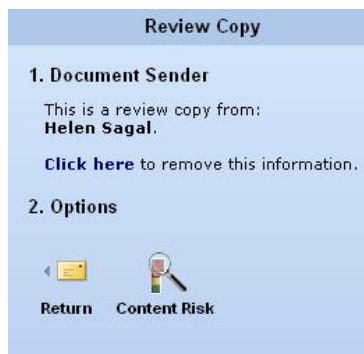 Review Copy
1. Document Sender
This is a review copy from:
Helen Sagal.
Click here to remove this information.
2. Options
Return Content Risk